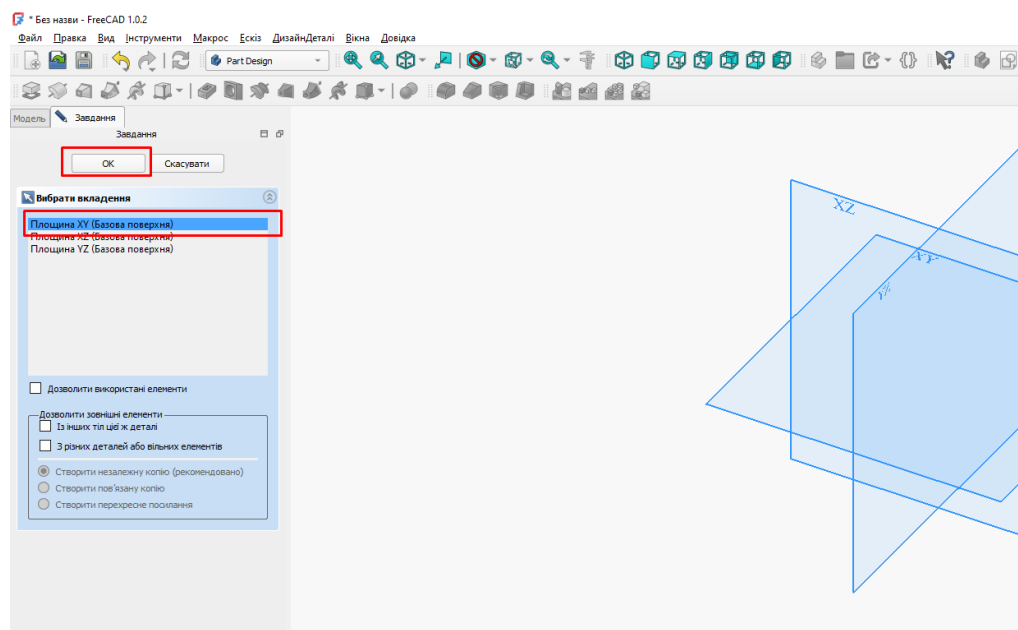 * Без назви - FreeCAD 1.0.2
Файл Правка Вид Інструменти Макрос Ескіз ДизайнДеталі Вікна Довідка
Part Design
Модель Завдання
Завдання
OK Скасувати
Вибрати вкладення
Площина XY (Базова поверхня)
Площина XZ (Базова поверхня)
Площина YZ (Базова поверхня)
Дозволити використані елементи
Дозволити зовнішні елементи
Із інших тіл цієї ж деталі
З різних деталей або вільних елементів
Створити незалежну копію (рекомендовано)
Створити пов'язану копію
Створити перехресне посилання
XZ
XY
YZ